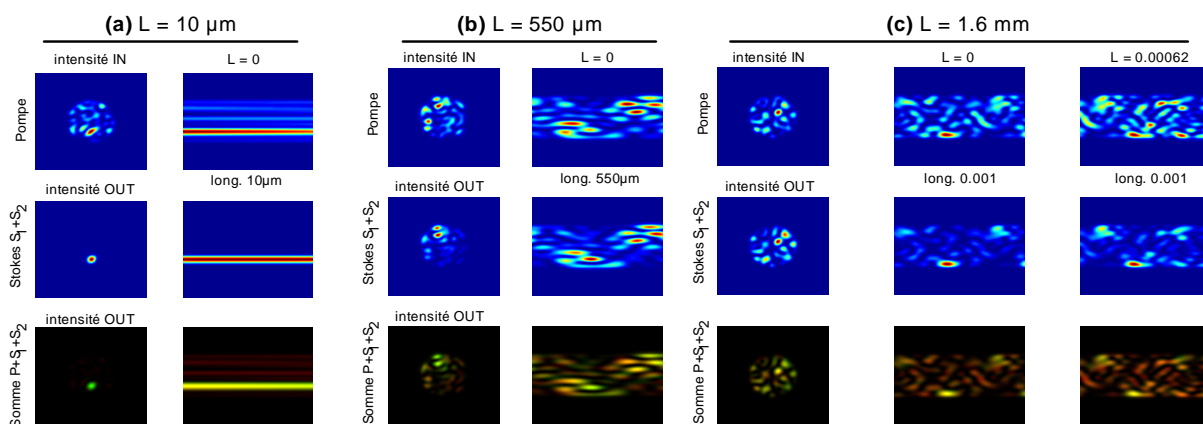 (a) L = 10 µm
(b) L = 550 µm
(c) L = 1.6 mm
intensité IN
L = 0
intensité IN
L = 0
intensité IN
L = 0
L = 0.00062
Pompe
Pompe
Pompe
intensité OUT
long. 10µm
intensité OUT
long. 550µm
intensité OUT
long. 0.001
long. 0.001
Stokes S1+S2
Stokes S1+S2
Stokes S1+S2
intensité OUT
intensité OUT
Somme P+S1+S2
Somme P+S1+S2
Somme P+S1+S2